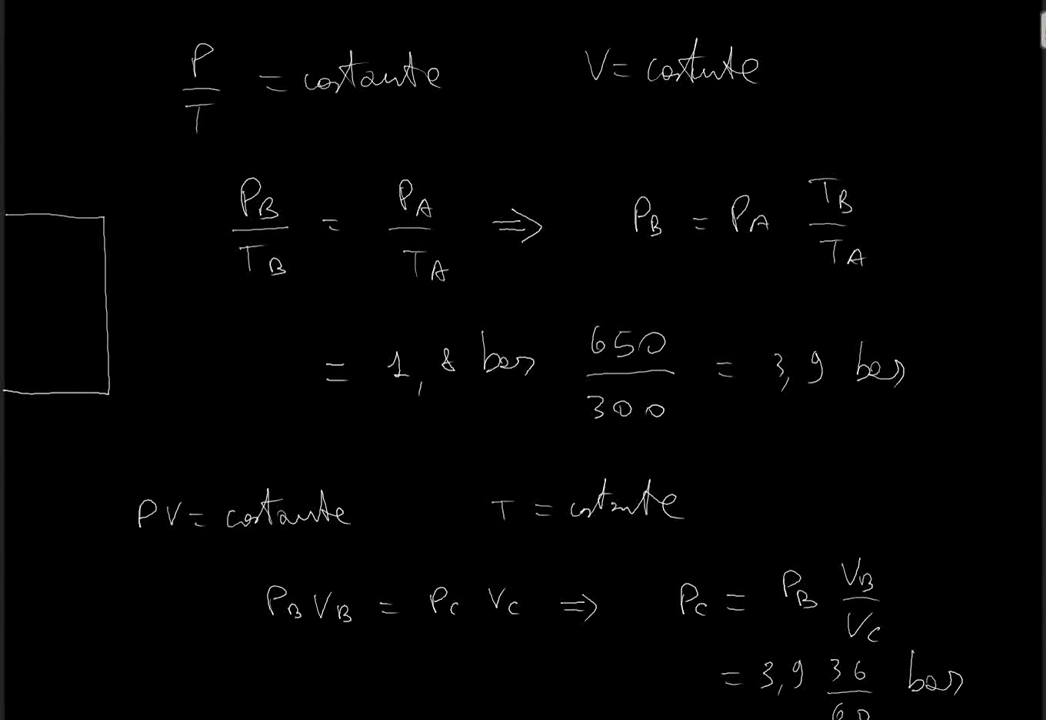 P/T = costante V = costante
P_B/T_B = P_A/T_A ⇒ P_B = P_A T_B/T_A
= 1,8 bar 650/300 = 3,9 bar
PV = costante T = costante
P_B V_B = P_C V_C ⇒ P_C = P_B V_B/V_C
= 3,9 36/60 bar